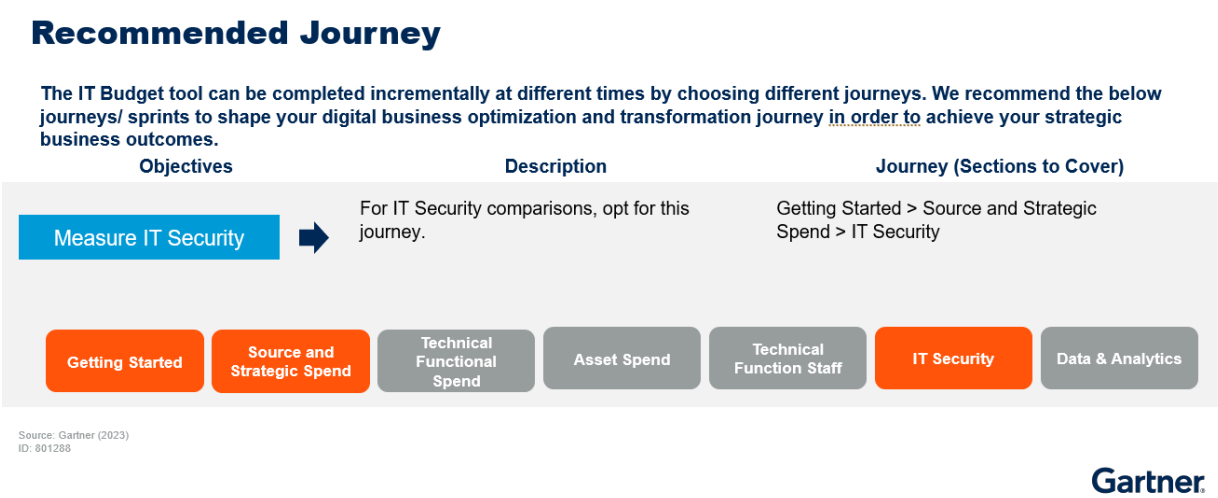 Recommended Journey
The IT Budget tool can be completed incrementally at different times by choosing different journeys. We recommend the below
journeys/ sprints to shape your digital business optimization and transformation journey in order to achieve your strategic
business outcomes.
Objectives
Description
Journey (Sections to Cover)
Measure IT Security
For IT Security comparisons, opt for this
journey.
Getting Started > Source and Strategic
Spend > IT Security
Getting Started
Source and
Strategic Spend
Technical
Functional
Spend
Asset Spend
Technical
Function Staff
IT Security
Data & Analytics
Source: Gartner (2023)
ID: 801288
Gartner